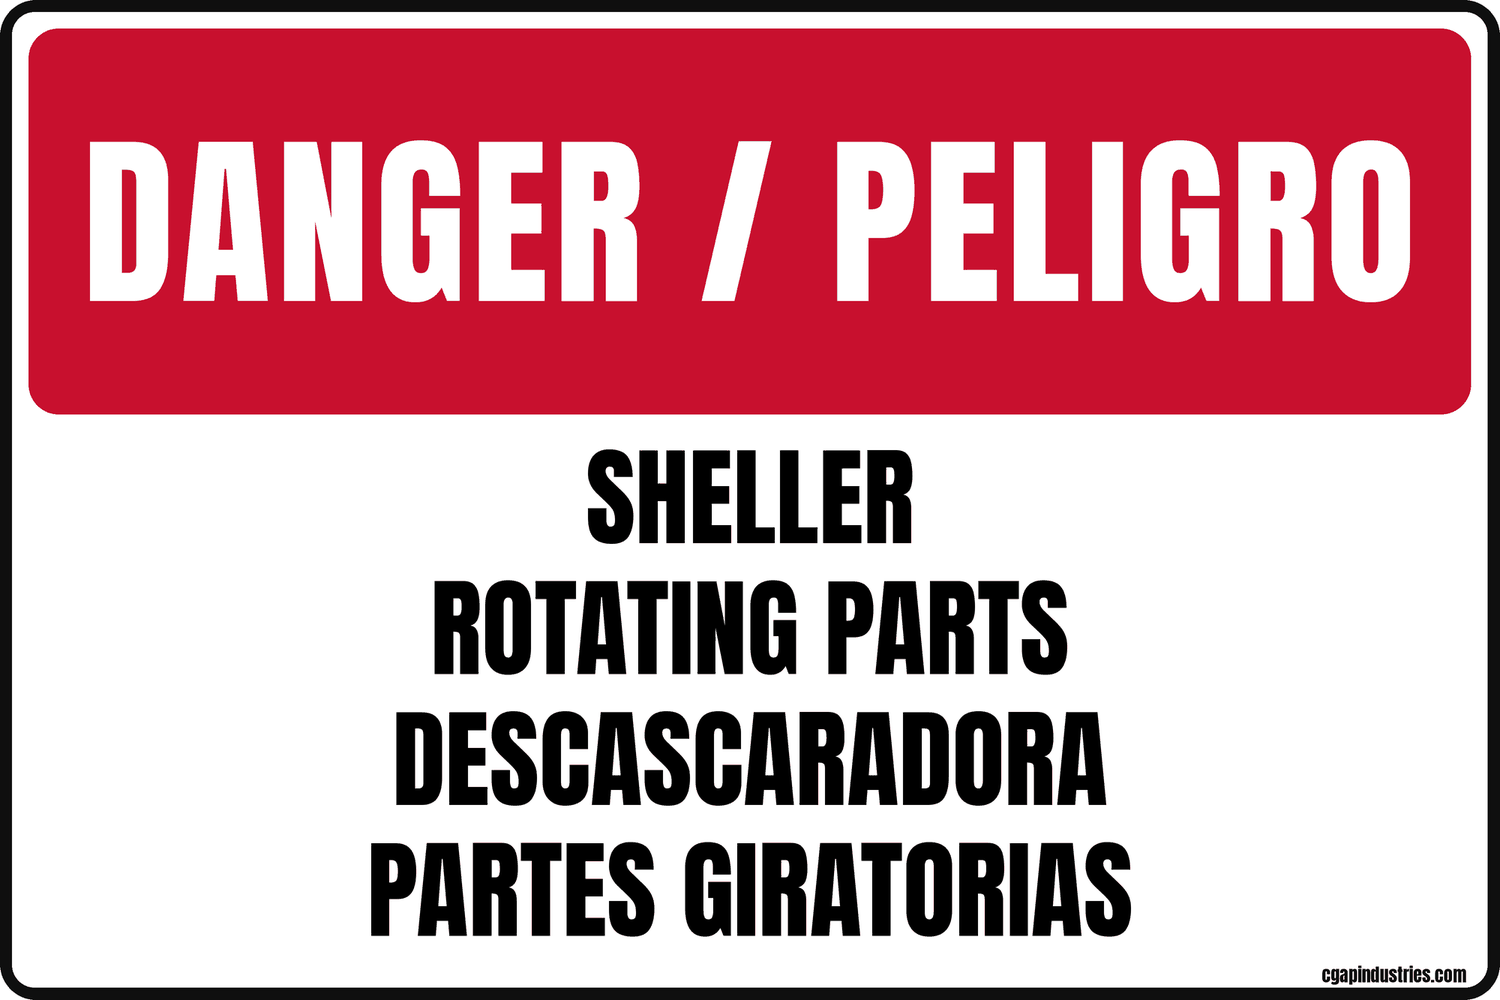 DANGER / PELIGRO
SHELLER
ROTATING PARTS
DESCASCARADORA
PARTES GIRATORIAS
cgapindustries.com